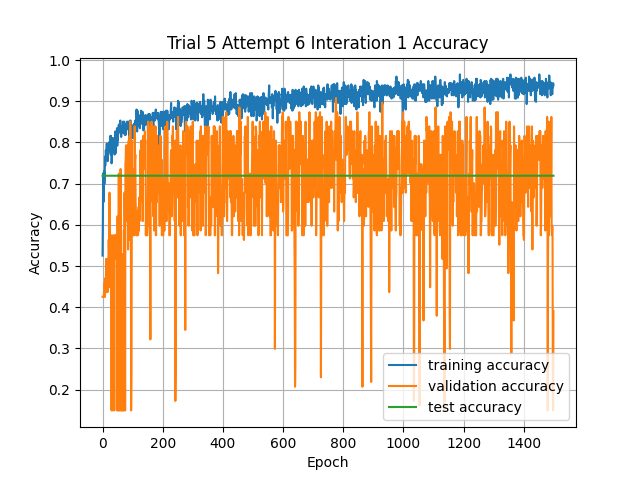 Trial 5 Attempt 6 Interation 1 Accuracy
1.0
0.9
0.8
0.7
0.6
0.5
0.4
0.3
0.2
Accuracy
training accuracy
validation accuracy
test accuracy
0 200 400 600 800 1000 1200 1400
Epoch